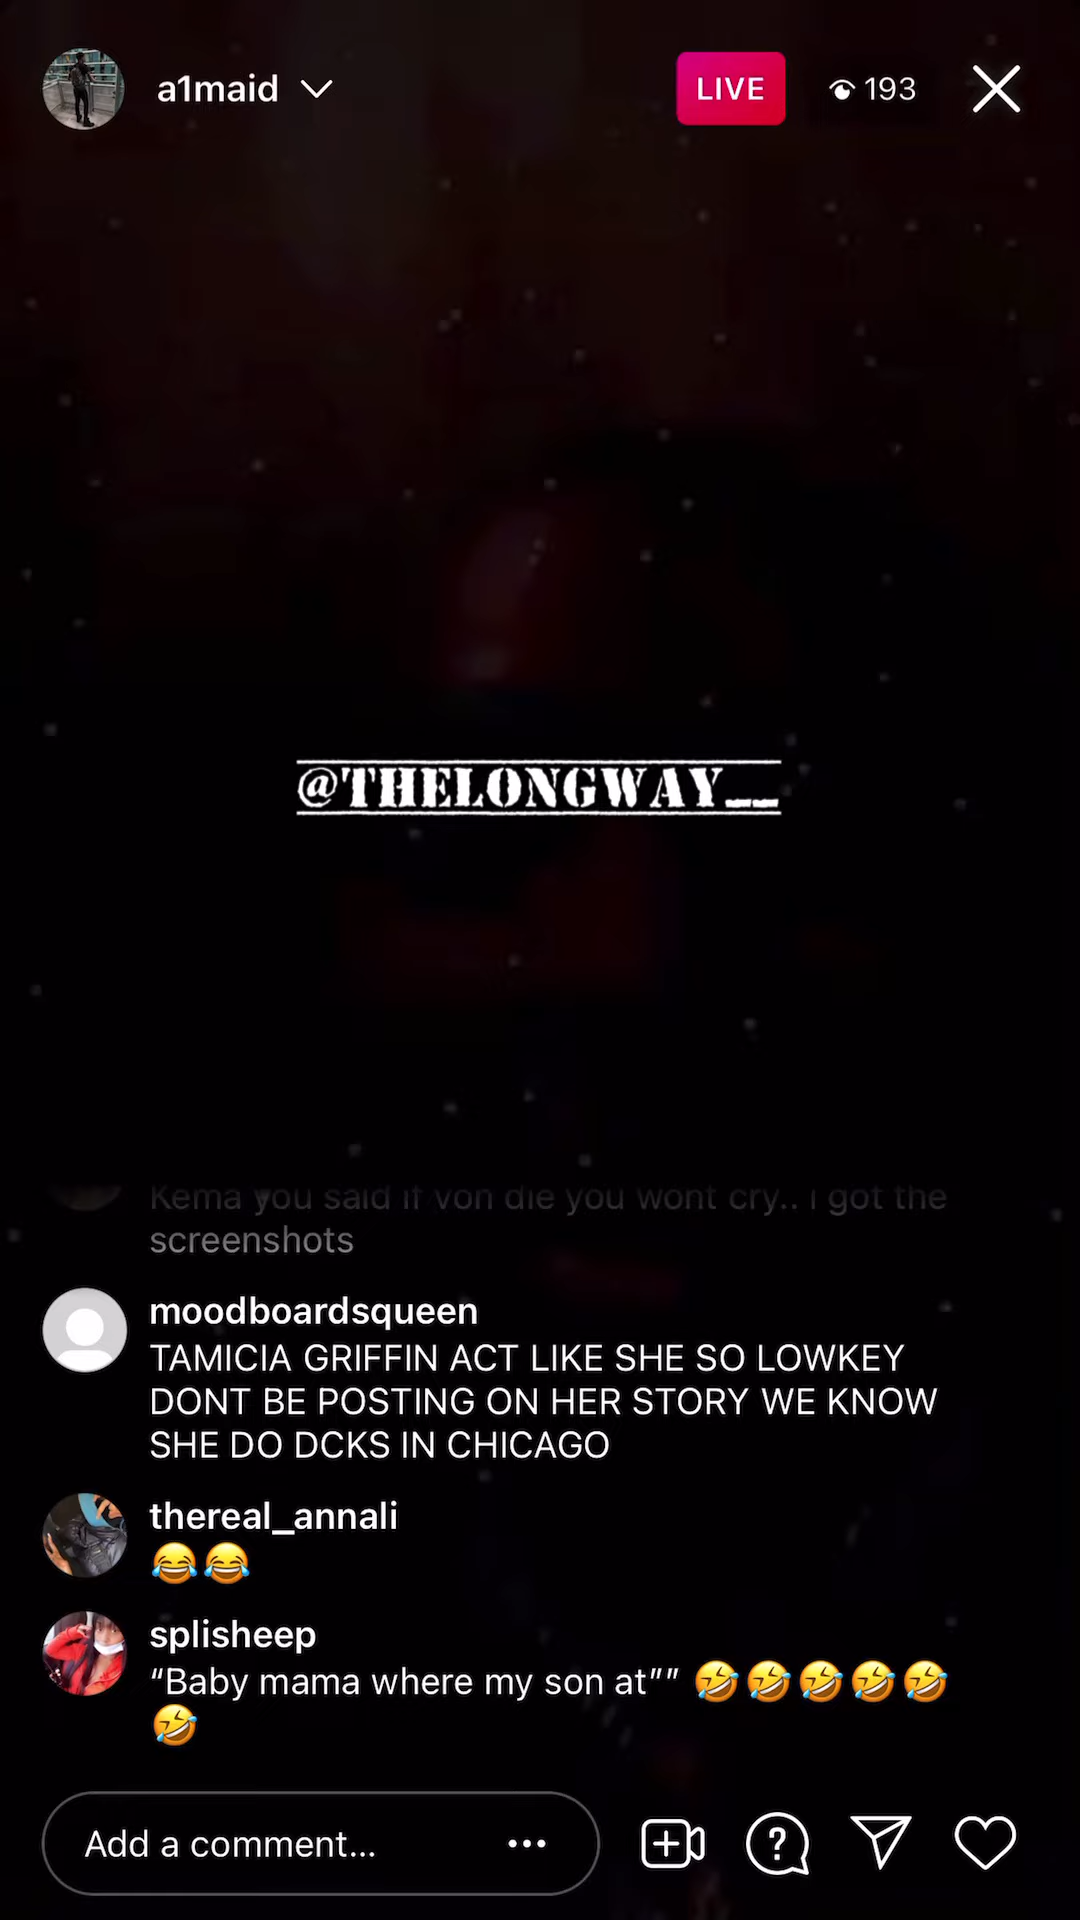 a1maid
LIVE
193
@THELONGWAY__
Kema you said if von die you wont cry.. i got the
screenshots
moodboardsqueen
TAMICIA GRIFFIN ACT LIKE SHE SO LOWKEY
DONT BE POSTING ON HER STORY WE KNOW
SHE DO DCKS IN CHICAGO
thereal_annali
😂😂
splisheep
“Baby mama where my son at”” 🤣🤣🤣🤣🤣
🤣
Add a comment...